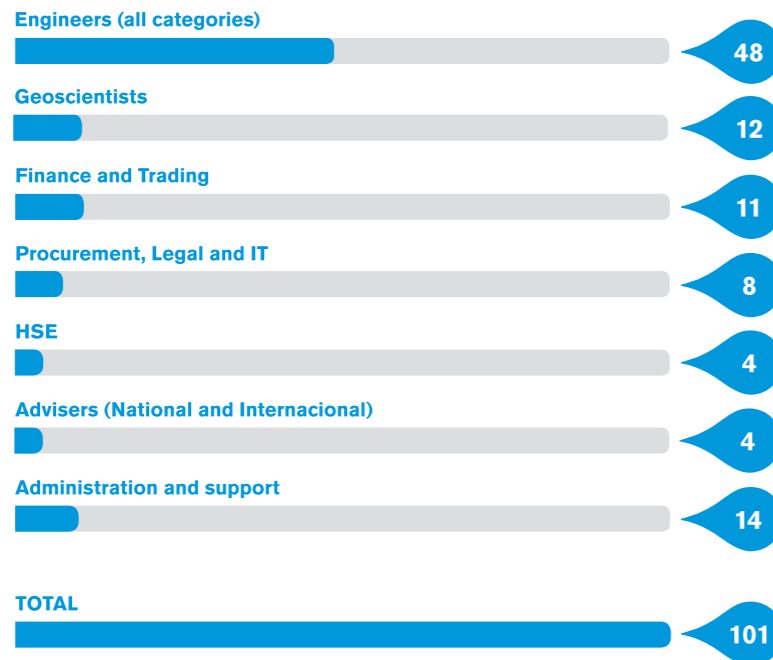 Engineers (all categories)
48
Geoscientists
12
Finance and Trading
11
Procurement, Legal and IT
8
HSE
4
Advisers (National and Internacional)
4
Administration and support
14
TOTAL
101